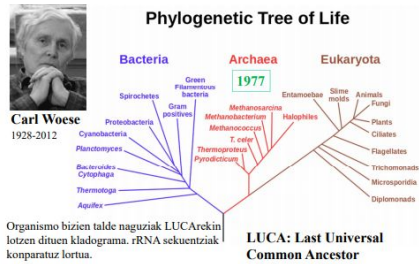 Phylogenetic Tree of Life
Bacteria
Archaea
Eukaryota
1977
Carl Woese
1928-2012
Green
Filamentous
bacteria
Spirochetes
Gram
positives
Proteobacteria
Cyanobacteria
Planctomyces
Bacteroides
Cytophaga
Thermotoga
Aquifex
Methanosarcina
Methanobacterium
Halophiles
Methanococcus
T. celer
Thermoproteus
Pyrodicticum
Entamoebae
Slime
molds
Animals
Fungi
Plants
Ciliates
Flagellates
Trichomonads
Microsporidia
Diplomonads
Organismo bizien talde naguziak LUCArekin
lotzen dituen kladograma. rRNA sekuentziak
konparatuz lortua.
LUCA: Last Universal
Common Ancestor